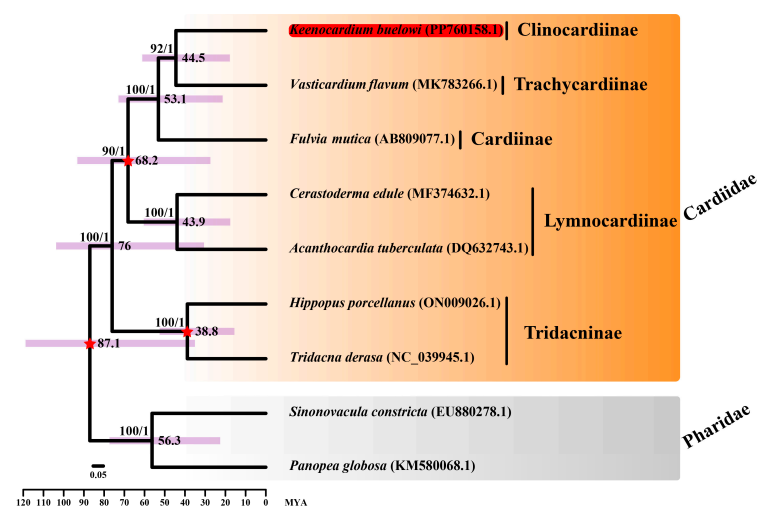 Keenocardium buelowi (PP760158.1)
Clinocardiinae
92/1
44.5
Vasticardium flavum (MK783266.1)
Trachycardiinae
100/1
53.1
Fulvia mutica (AB809077.1)
Cardiinae
90/1
68.2
Cerastoderma edule (MF374632.1)
Lymnocardiinae
Cardiidae
100/1
43.9
100/1
76
Acanthocardia tuberculata (DQ632743.1)
Hippopus porcellanus (ON009026.1)
100/1
38.8
Tridacninae
87.1
Tridacna derasa (NC_039945.1)
Sinonovacula constricta (EU880278.1)
100/1
56.3
Pharidae
Panopea globosa (KM580068.1)
0.05
120 110 100 90 80 70 60 50 40 30 20 10 0 MYA